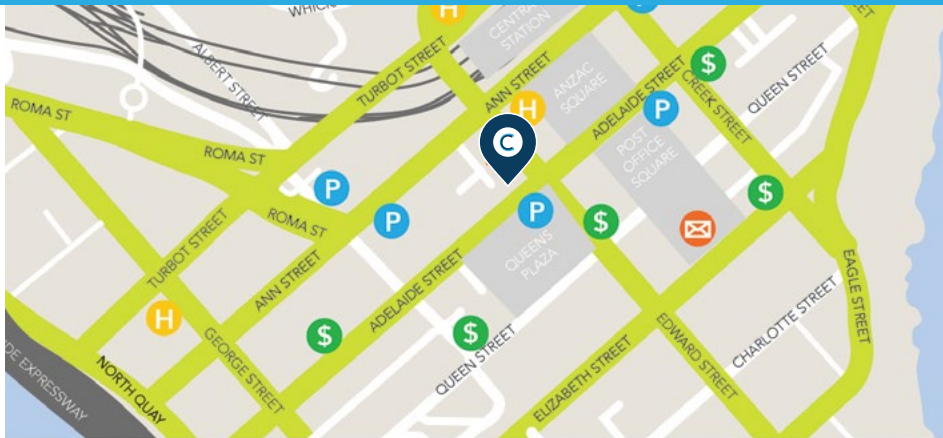 WHIC
H
P
CENTRAL
STATION
ALBERT STREET
TURBOT STREET
ANN STREET
ANZAC
SQUARE
ADELAIDE STREET
$
QUEEN STREET
CREEK STREET
ROMA ST
H
P
C
POST
OFFICE
SQUARE
ROMA ST
P
P
P
$
$
ROMA ST
TURBOT STREET
ANN STREET
ADELAIDE STREET
QUEENS
PLAZA
EAGLE STREET
H
$
$
GEORGE STREET
QUEEN STREET
EDWARD STREET
CHARLOTTE STREET
ELIZABETH STREET
DE EXPRESSWAY
NORTH QUAY